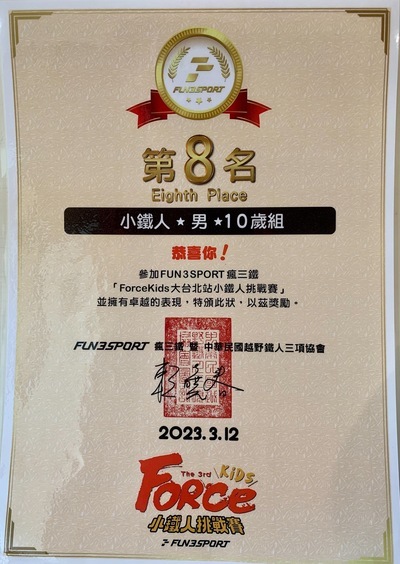 FUN3SPORT
第8名
Eighth Place
小鐵人★男★10歲組
恭喜你！
參加FUN3SPORT瘋三鐵
「ForceKids大台北站小鐵人挑戰賽」
並擁有卓越的表現，特頒此狀，以茲獎勵。
FUN3SPORT 瘋三鐵 暨 中華民國越野鐵人三項協會
2023.3.12
The 3rd KiDS
FORCE
小鐵人挑戰賽
FUN3SPORT